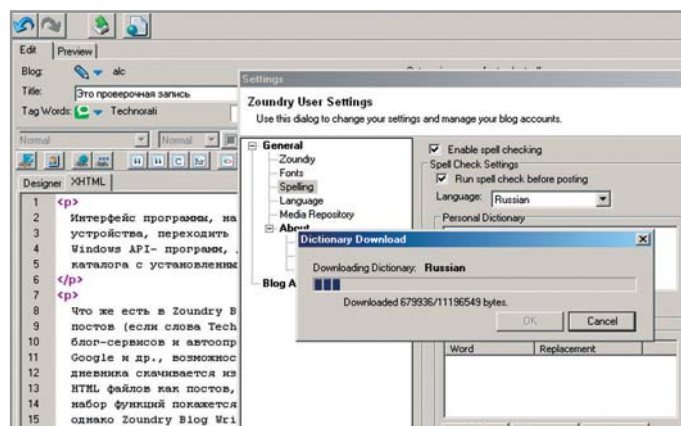 Edit Preview
Blog: alc
Title: Это проверочная запись
Tag Words: Technorati
Normal Normal
Designer XHTML
1 <p>
2 Интерфейс программы, на
3 устройства, переходить
4 Windows API- программ,
5 каталога с установленны
6 </p>
7 <p>
8 Что же есть в Zoundry B
9 постов (если слова Tech
10 блог-сервисов и автоопр
11 Google и др., возможнос
12 дневника скачивается из
13 HTML файлов как постов,
14 набор функций покажется
15 однако Zoundry Blog Wri
Settings
Zoundry User Settings
Use this dialog to change your settings and manage your blog accounts.
General
Zoundry
Fonts
Spelling
Language
Media Repository
About
Blog A
Enable spell checking
Spell Check Settings
Run spell check before posting
Language: Russian
Personal Dictionary
Dictionary Download
Downloading Dictionary: Russian
Downloaded 679936/11196549 bytes.
OK Cancel
Word Replacement